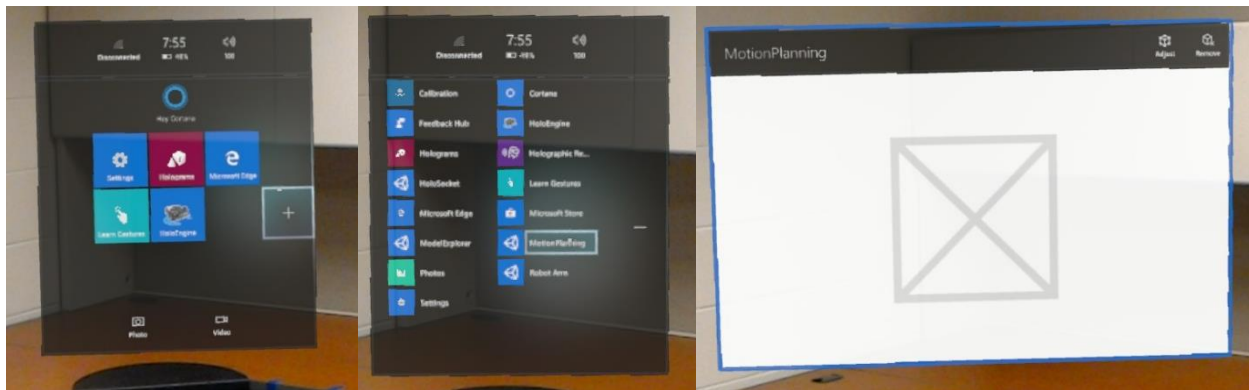 7:55
Disconnected 48% 100
Hey Cortana
Settings Holograms Microsoft Edge
Learn Gestures HoloEngine
Photo Video
7:55
Disconnected 48% 100
Calibration Cortana
Feedback Hub HoloEngine
Holograms Holographic Re...
HoloSocket Learn Gestures
Microsoft Edge Microsoft Store
ModelExplorer MotionPlanning
Photos Robot Arm
Settings
MotionPlanning Adjust Remove